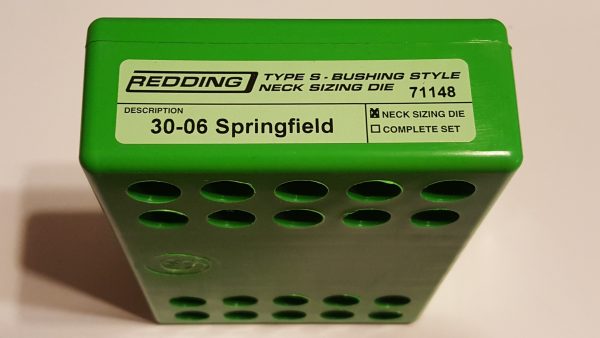 REDDING
TYPE S - BUSHING STYLE
NECK SIZING DIE 71148
DESCRIPTION
30-06 Springfield
☒ NECK SIZING DIE
☐ COMPLETE SET